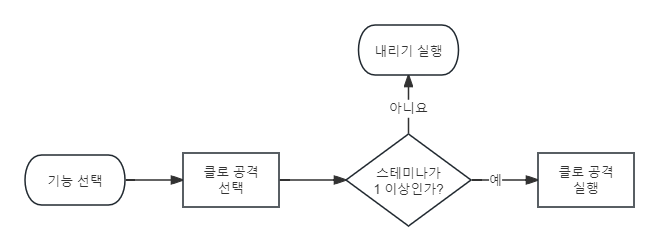 내리기 실행
아니요
기능 선택
클로 공격
선택
스테미나가
1 이상인가?
예
클로 공격
실행